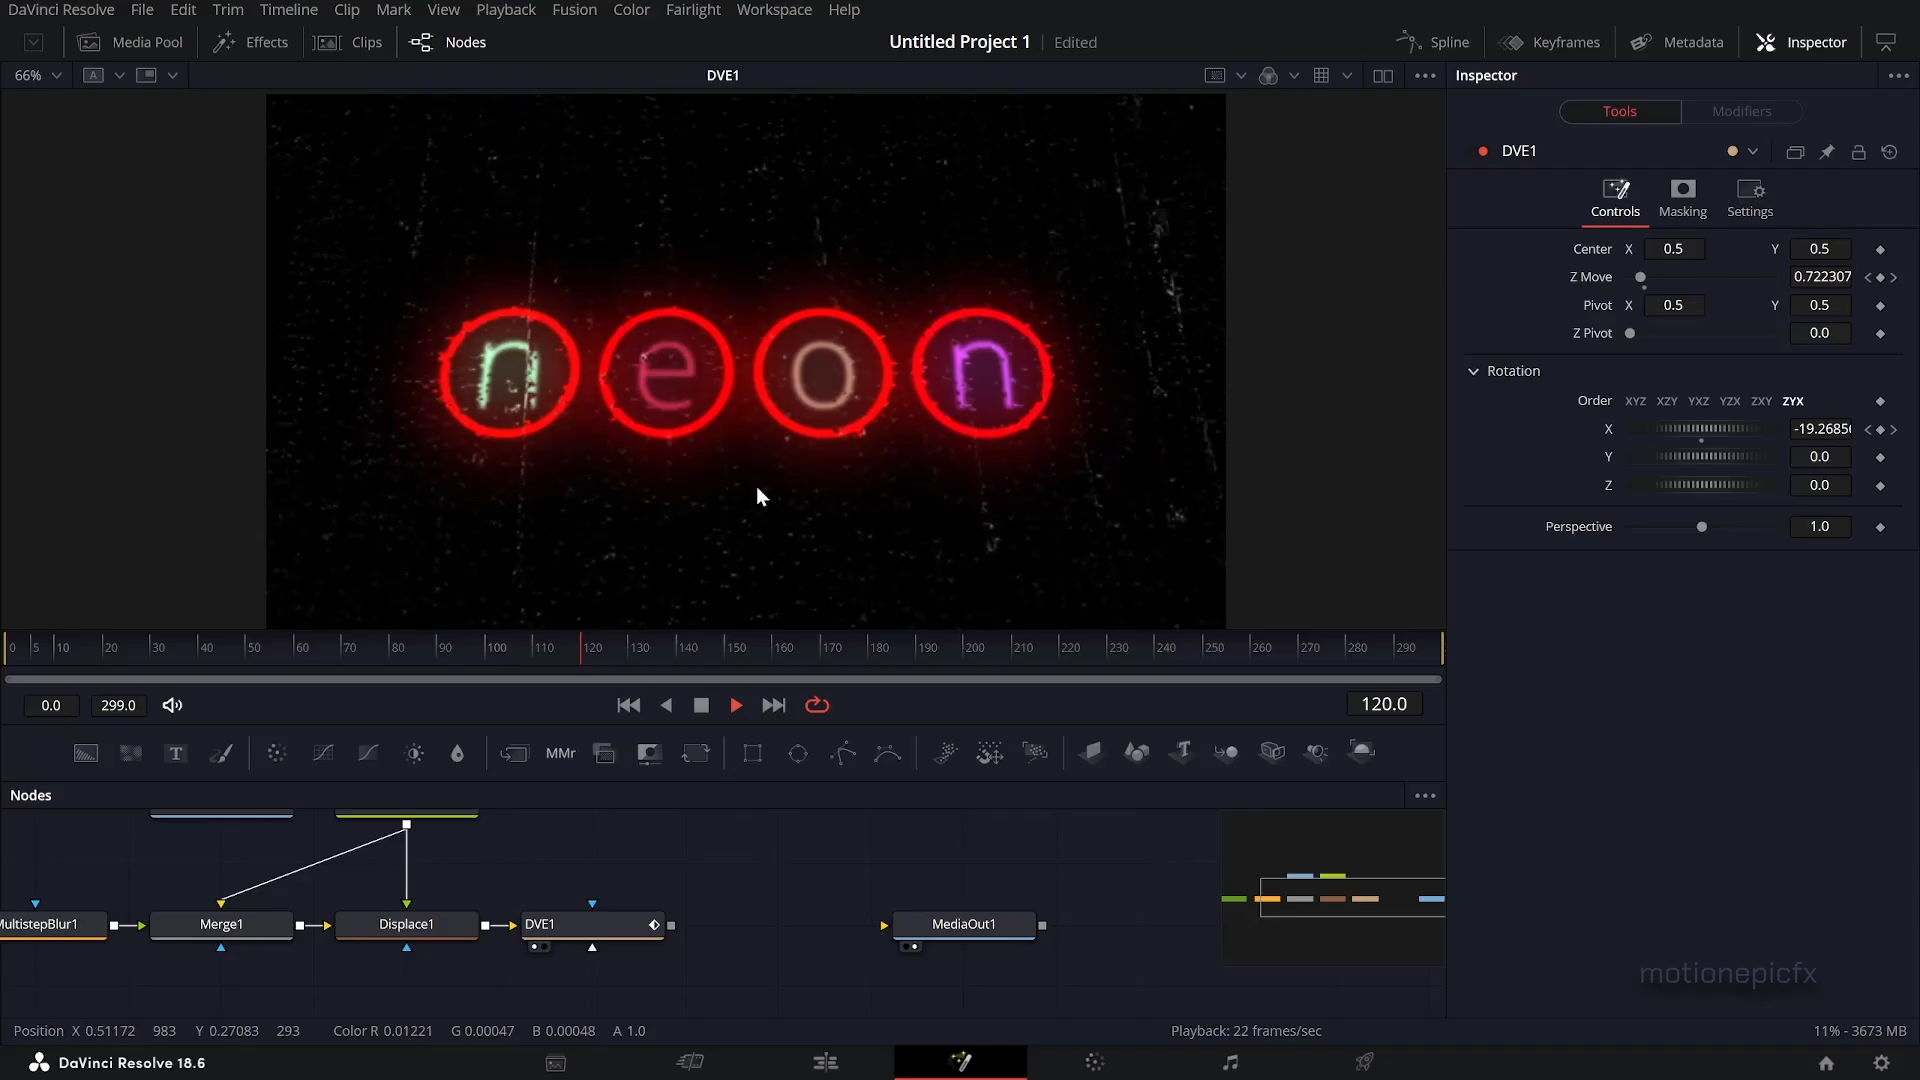 DaVinci Resolve File Edit Trim Timeline Clip Mark View Playback Fusion Color Fairlight Workspace Help
Media Pool Effects Clips Nodes Untitled Project 1 Edited Spline Keyframes Metadata Inspector
66% A DVE1 Inspector
Tools Modifiers
DVE1
Controls Masking Settings
Center X 0.5 Y 0.5
Z Move 0.722307
Pivot X 0.5 Y 0.5
Z Pivot 0.0
Rotation
Order XYZ XZY YXZ YZX ZXY ZYX
X -19.2685
Y 0.0
Z 0.0
Perspective 1.0
n e o n
0 5 10 20 30 40 50 60 70 80 90 100 110 120 130 140 150 160 170 180 190 200 210 220 230 240 250 260 270 280 290
0.0 299.0 120.0
T MMr T
Nodes
MultistepBlur1 Merge1 Displace1 DVE1 MediaOut1
motionepicfx
Position X 0.51172 983 Y 0.27083 293 Color R 0.01221 G 0.00047 B 0.00048 A 1.0 Playback: 22 frames/sec 11% - 3673 MB
DaVinci Resolve 18.6